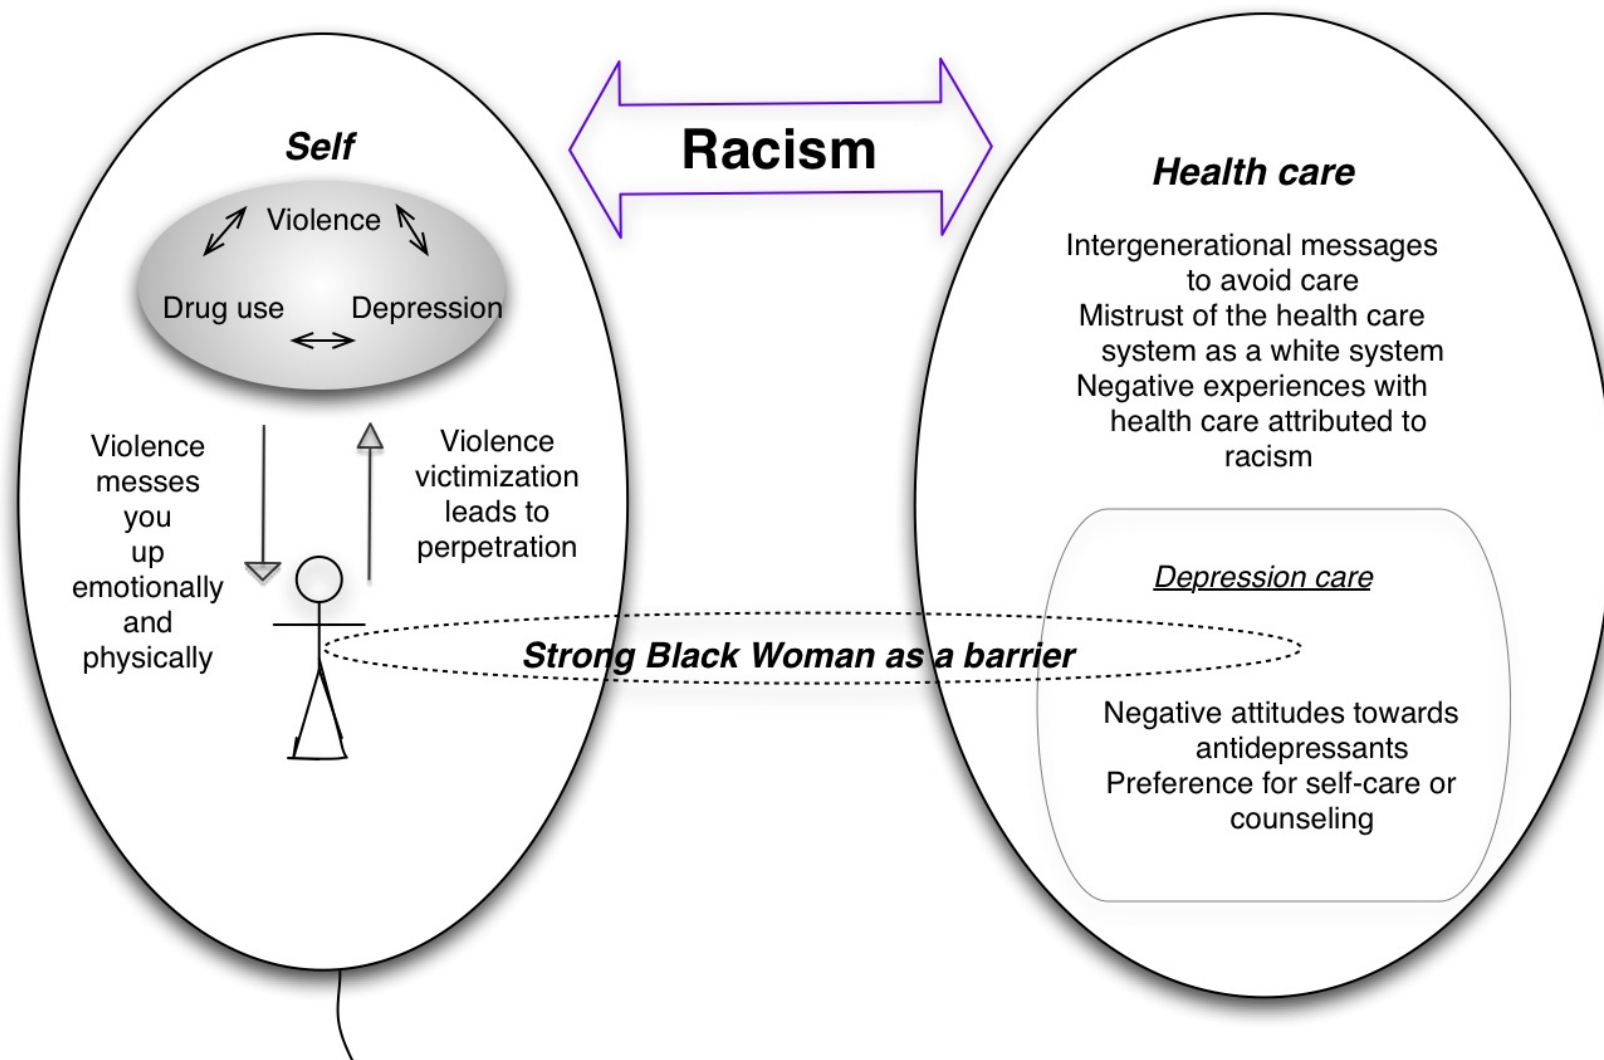 Racism
Self
Violence
Drug use
Depression
Violence
messes
you
up
emotionally
and
physically
Violence
victimization
leads to
perpetration
Strong Black Woman as a barrier
Health care
Intergenerational messages
to avoid care
Mistrust of the health care
system as a white system
Negative experiences with
health care attributed to
racism
Depression care
Negative attitudes towards
antidepressants
Preference for self-care or
counseling